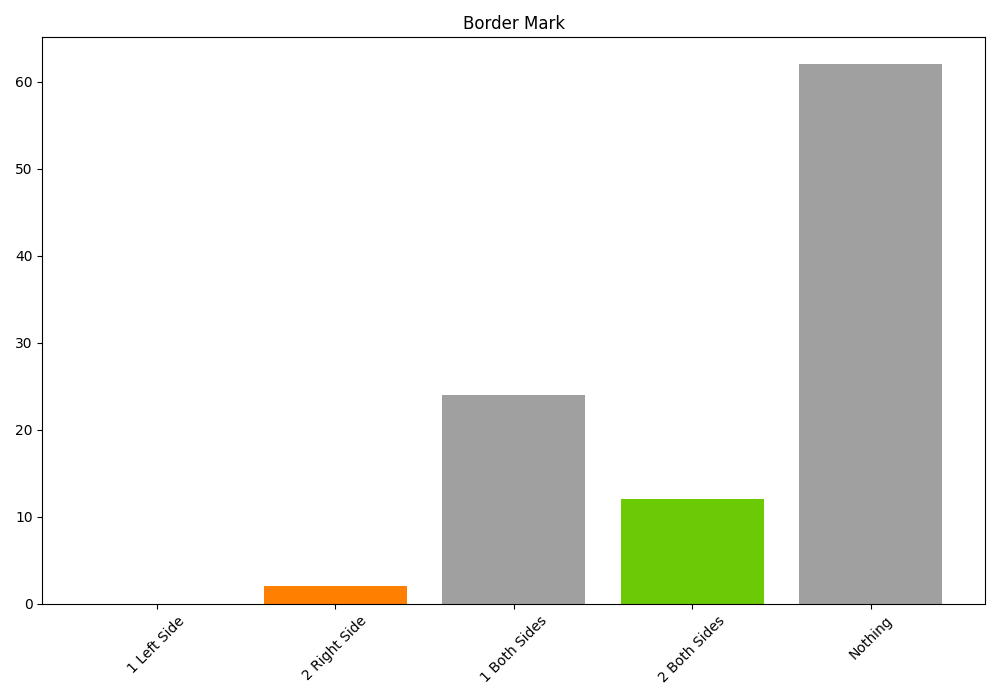 Border Mark
60
50
40
30
20
10
0
1 Left Side
2 Right Side
1 Both Sides
2 Both Sides
Nothing